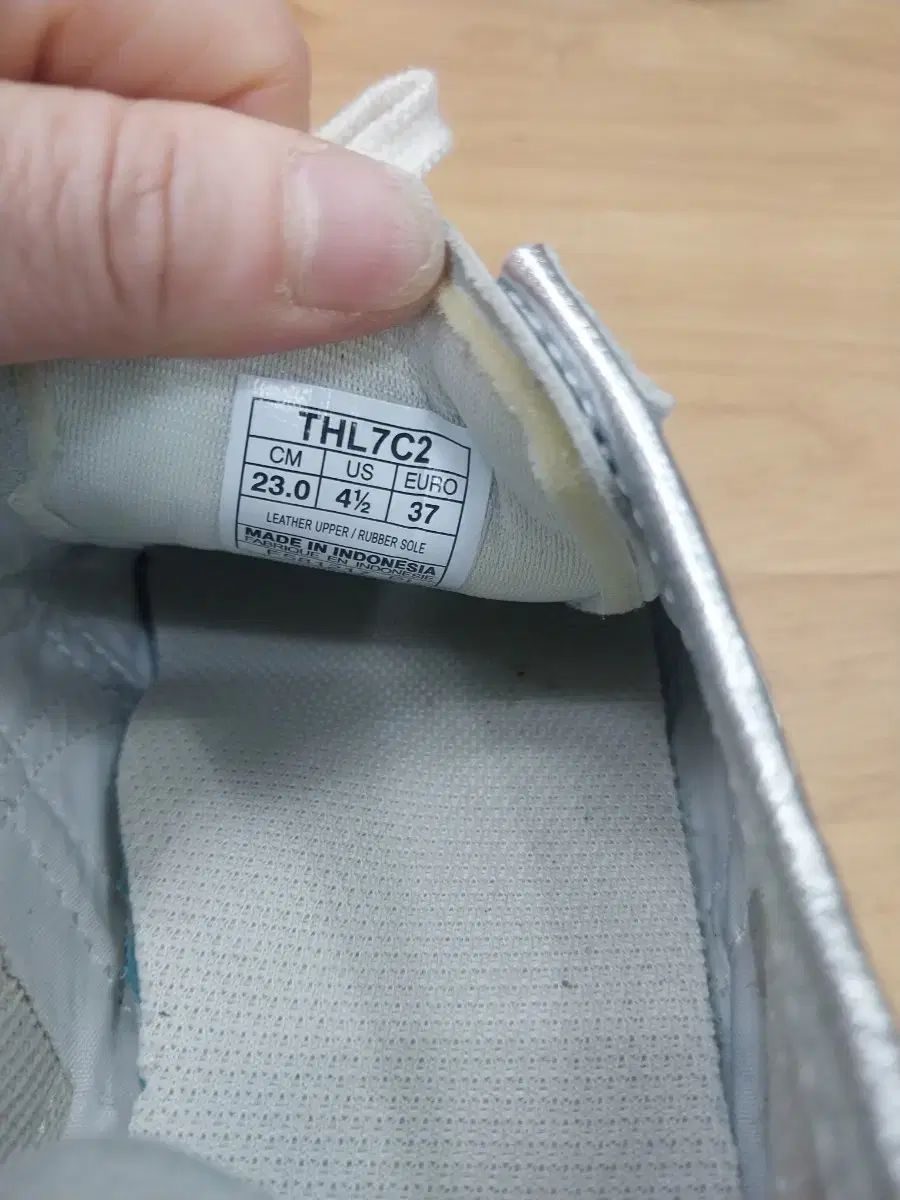 THL7C2
CM US EURO
23.0 4½ 37
LEATHER UPPER / RUBBER SOLE
MADE IN INDONESIA
FABRIQUE EN INDONESIE